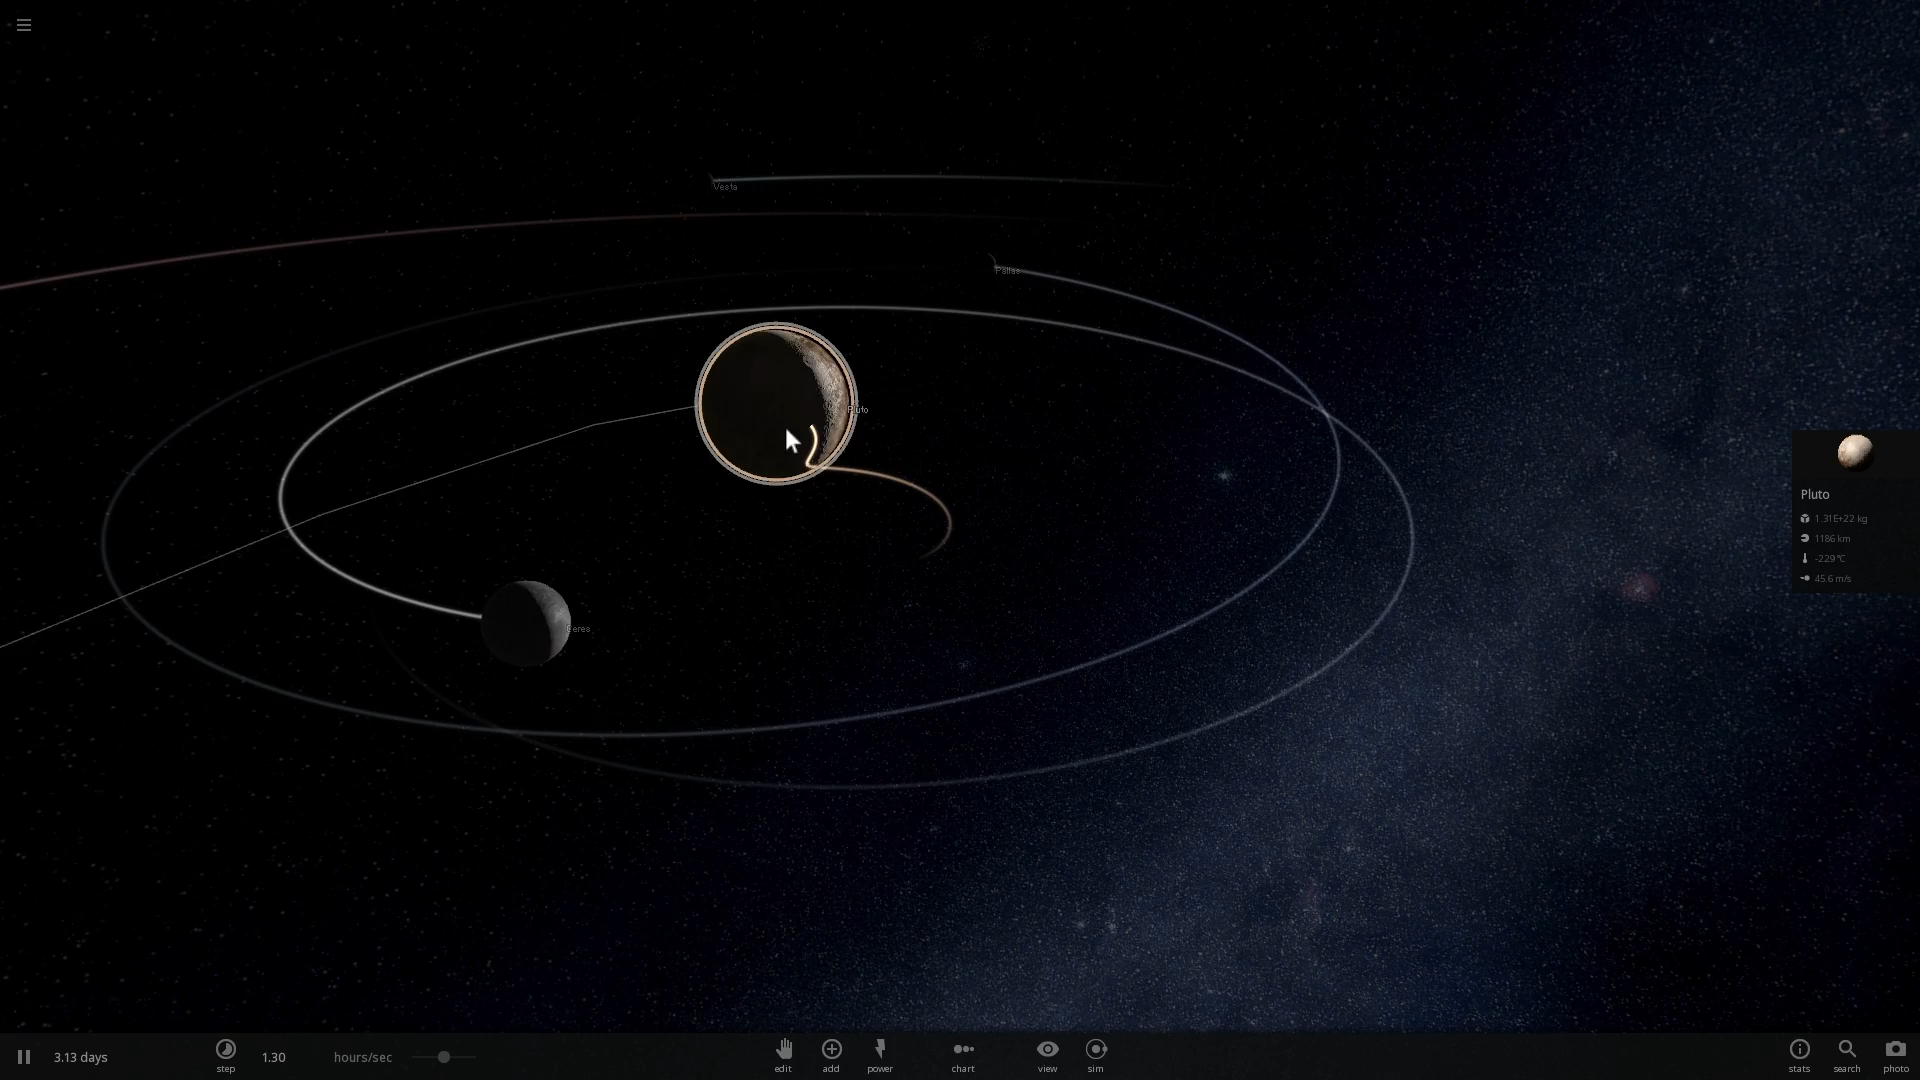 Vesta
Pallas
Pluto
Ceres
Pluto
1.31E+22 kg
1186 km
-229 °C
45.6 m/s
3.13 days
step
1.30
hours/sec
edit
add
power
chart
view
sim
stats
search
photo